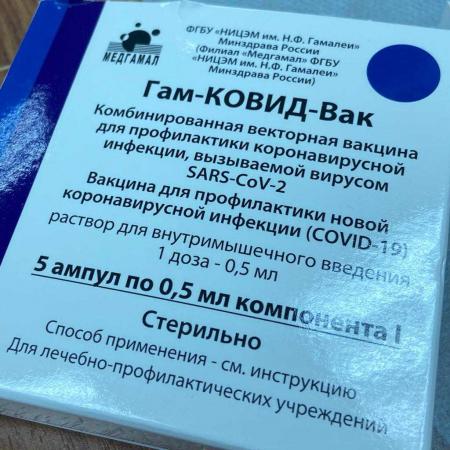 ФГБУ «НИЦЭМ им. Н.Ф. Гамалеи»
Минздрава России
(Филиал «Медгамал» ФГБУ
«НИЦЭМ им. Н.Ф. Гамалеи»
Минздрава России)
МЕДГАМАЛ
Гам-КОВИД-Вак
Комбинированная векторная вакцина
для профилактики коронавирусной
инфекции, вызываемой вирусом
SARS-CoV-2
Вакцина для профилактики новой
коронавирусной инфекции (COVID-19)
раствор для внутримышечного введения
1 доза - 0,5 мл
5 ампул по 0,5 мл компонента I
Стерильно
Способ применения - см. инструкцию
Для лечебно-профилактических учреждений